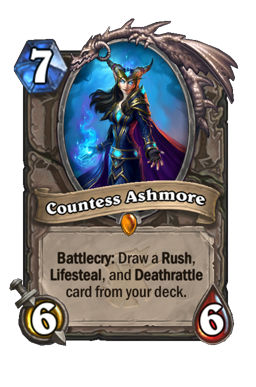 7
Countess Ashmore
Battlecry: Draw a Rush,
Lifesteal, and Deathrattle
card from your deck.
6 6